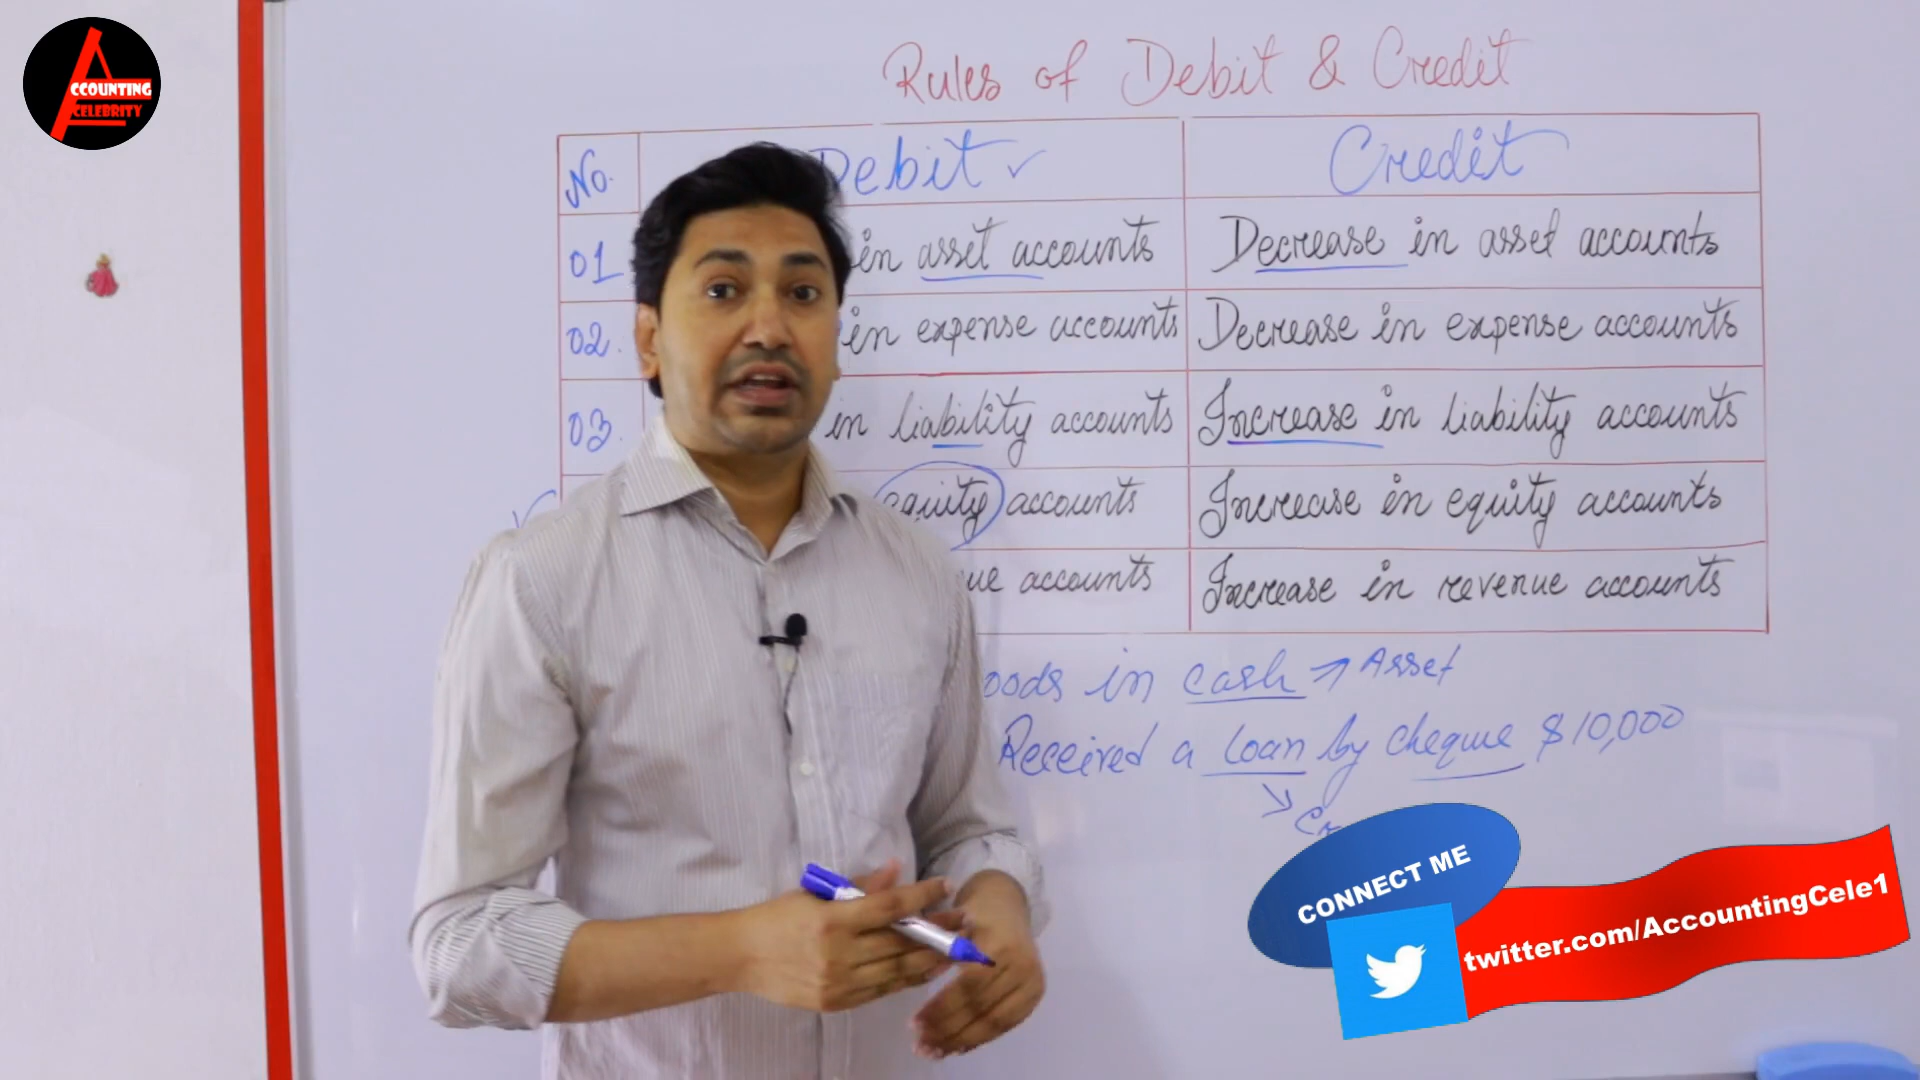 ACCOUNTING
CELEBRITY
Rules of Debit & Credit
No. Debit ✓ Credit
01 in asset accounts Decrease in asset accounts
02. in expense accounts Decrease in expense accounts
03. in liability accounts Increase in liability accounts
equity accounts Increase in equity accounts
accounts Increase in revenue accounts
in cash → Asset
Received a loan by cheque $10,000
CONNECT ME
twitter.com/AccountingCele1